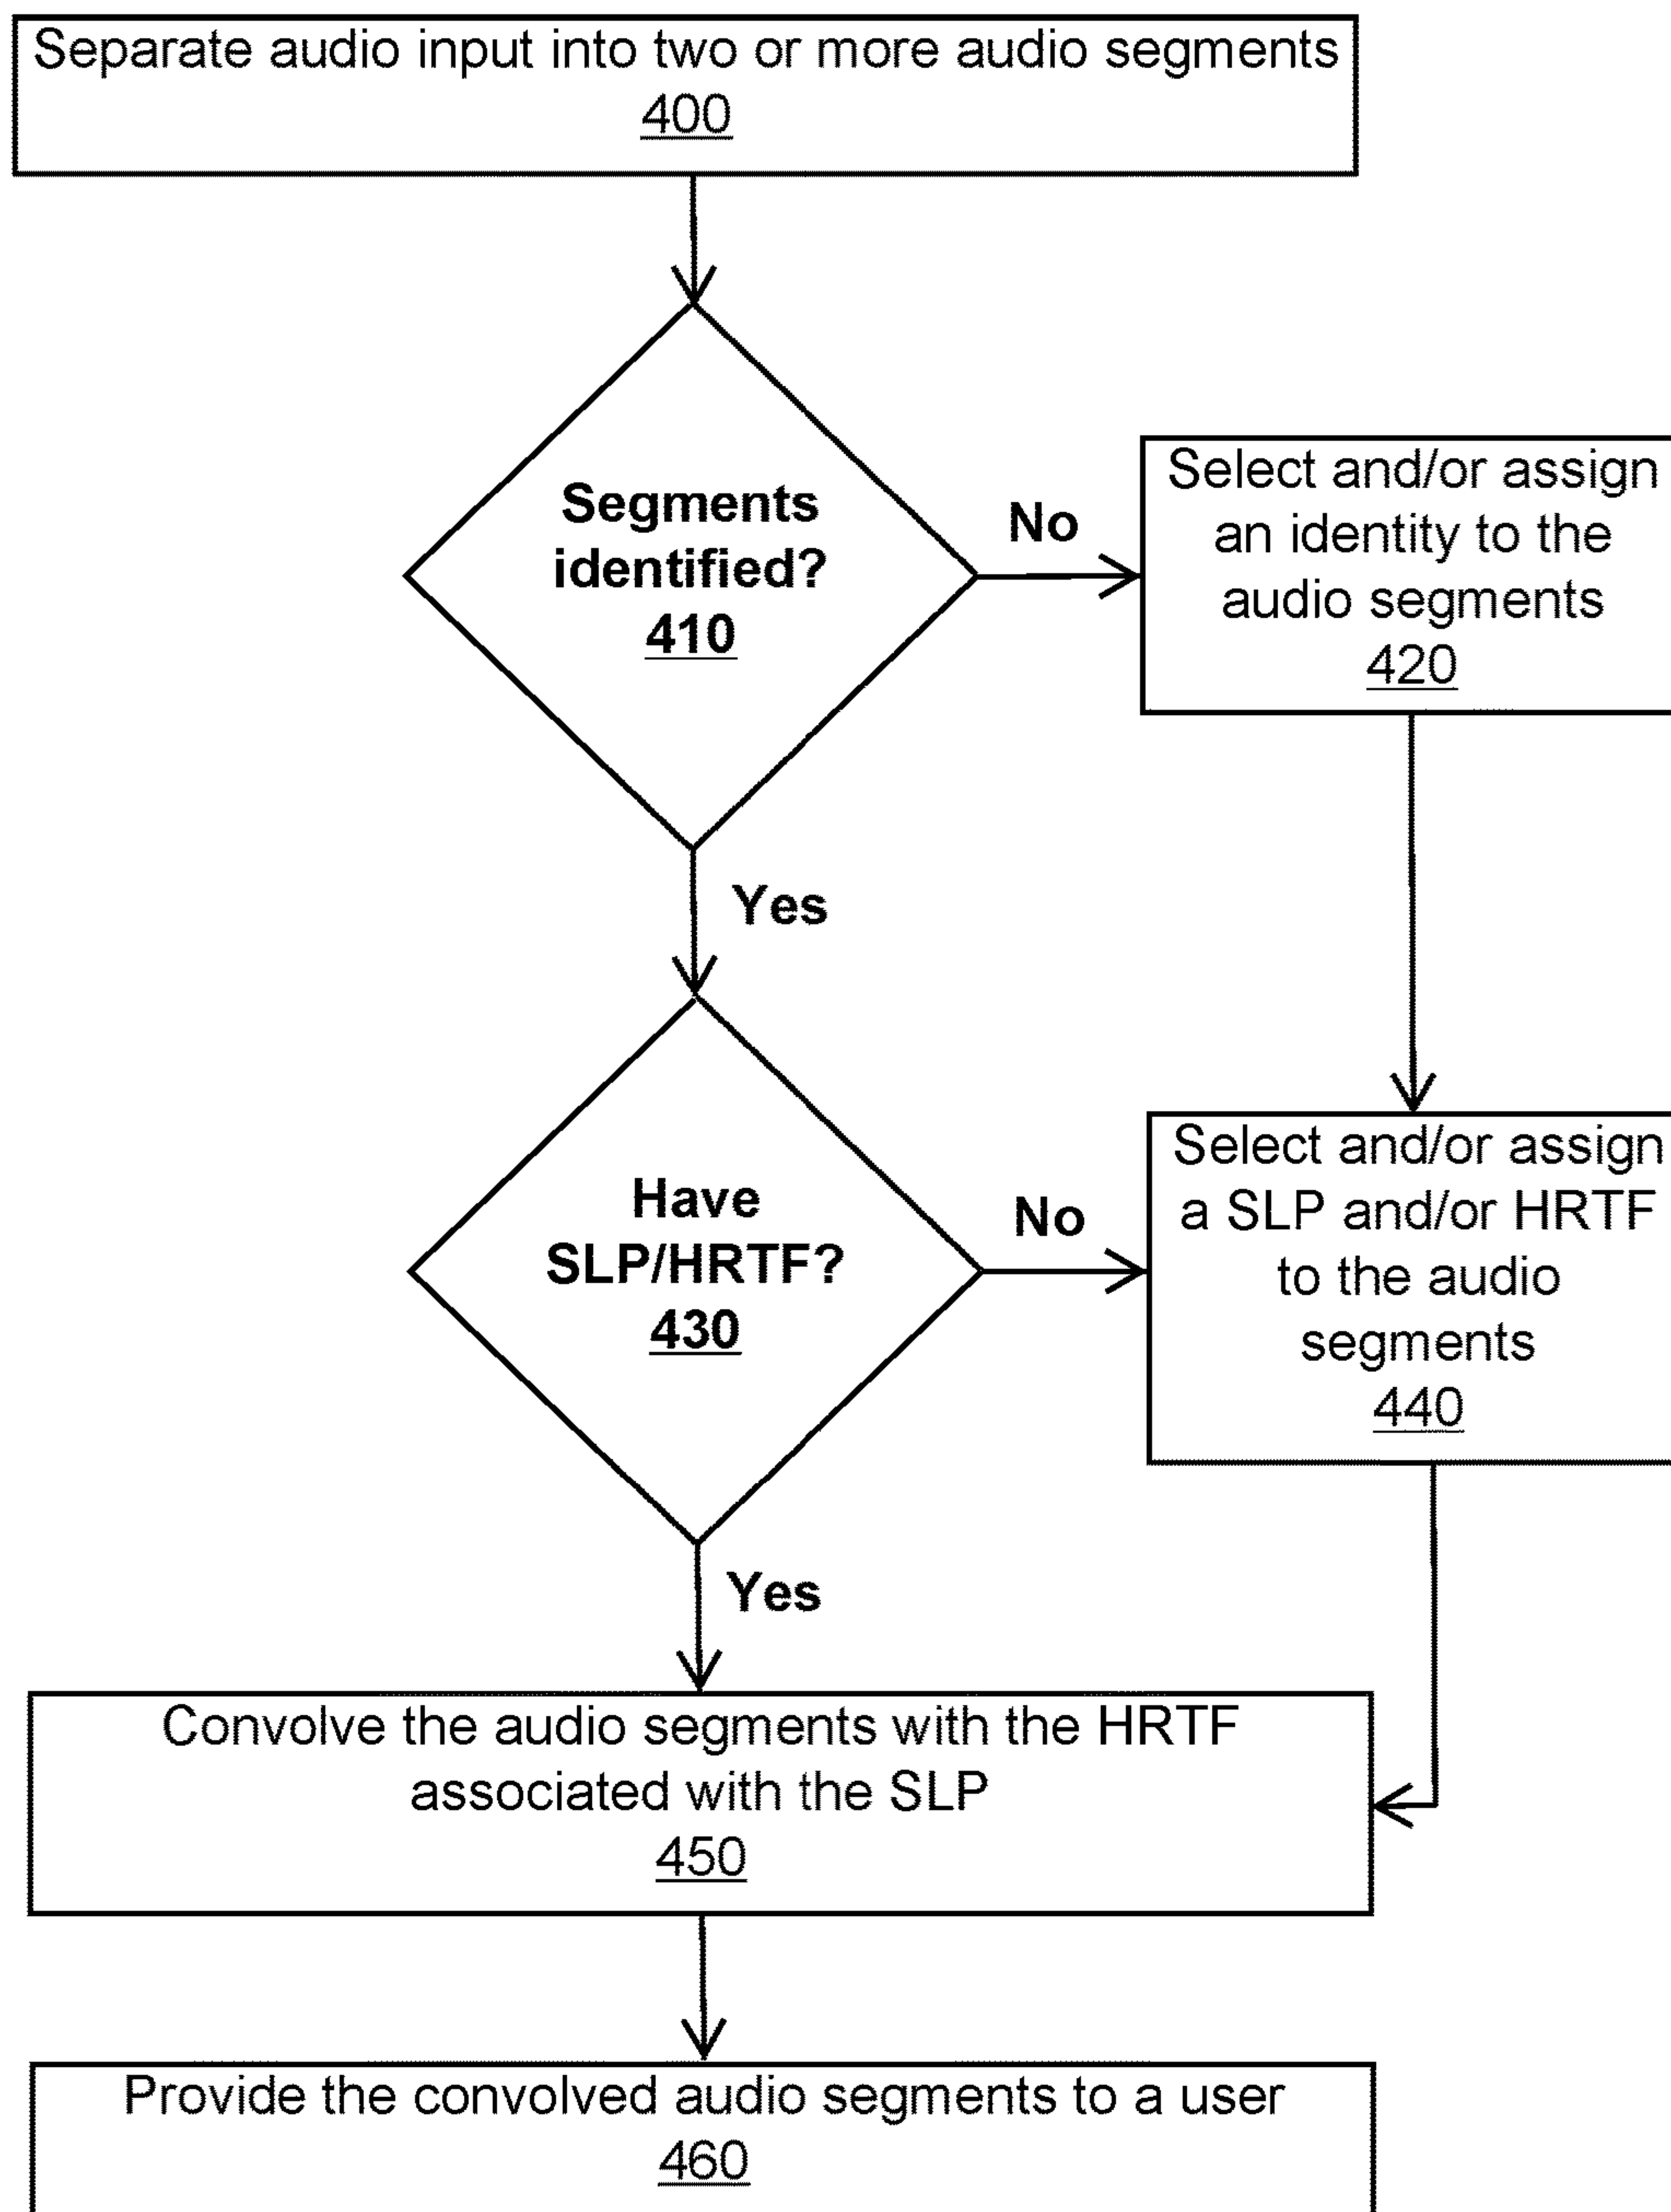 Separate audio input into two or more audio segments
400
Segments
identified?
410
No
Select and/or assign
an identity to the
audio segments
420
Yes
Have
SLP/HRTF?
430
No
Select and/or assign
a SLP and/or HRTF
to the audio
segments
440
Yes
Convolve the audio segments with the HRTF
associated with the SLP
450
Provide the convolved audio segments to a user
460